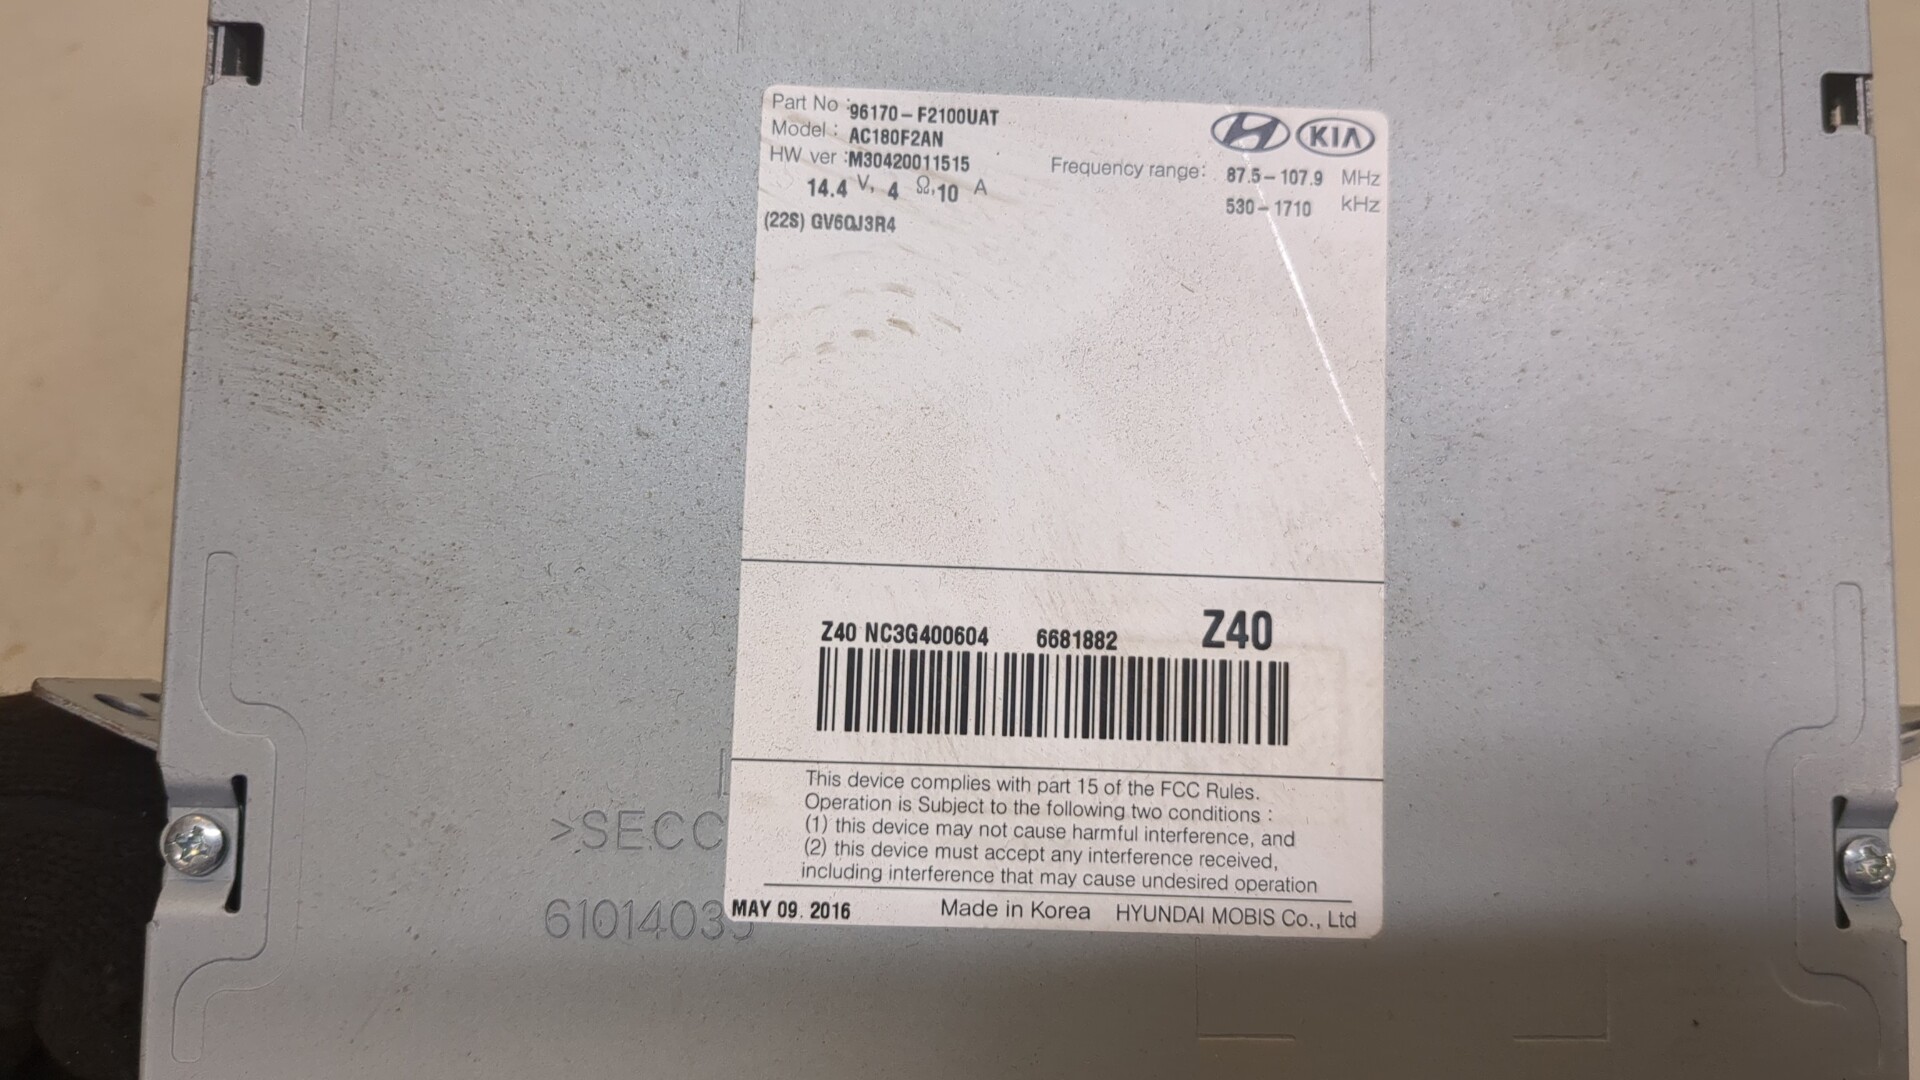 Part No : 96170-F2100UAT
Model : AC180F2AN
HW ver : M30420011515
14.4 V, 4 Ω, 10 A
(22S) GV6QJ3R4
KIA
Frequency range: 87.5-107.9 MHz
530-1710 kHz
Z40 NC3G400604 6681882 Z40
This device complies with part 15 of the FCC Rules.
Operation is Subject to the following two conditions :
(1) this device may not cause harmful interference, and
(2) this device must accept any interference received,
including interference that may cause undesired operation
MAY 09. 2016 Made in Korea HYUNDAI MOBIS Co., Ltd
>SECC
6101403